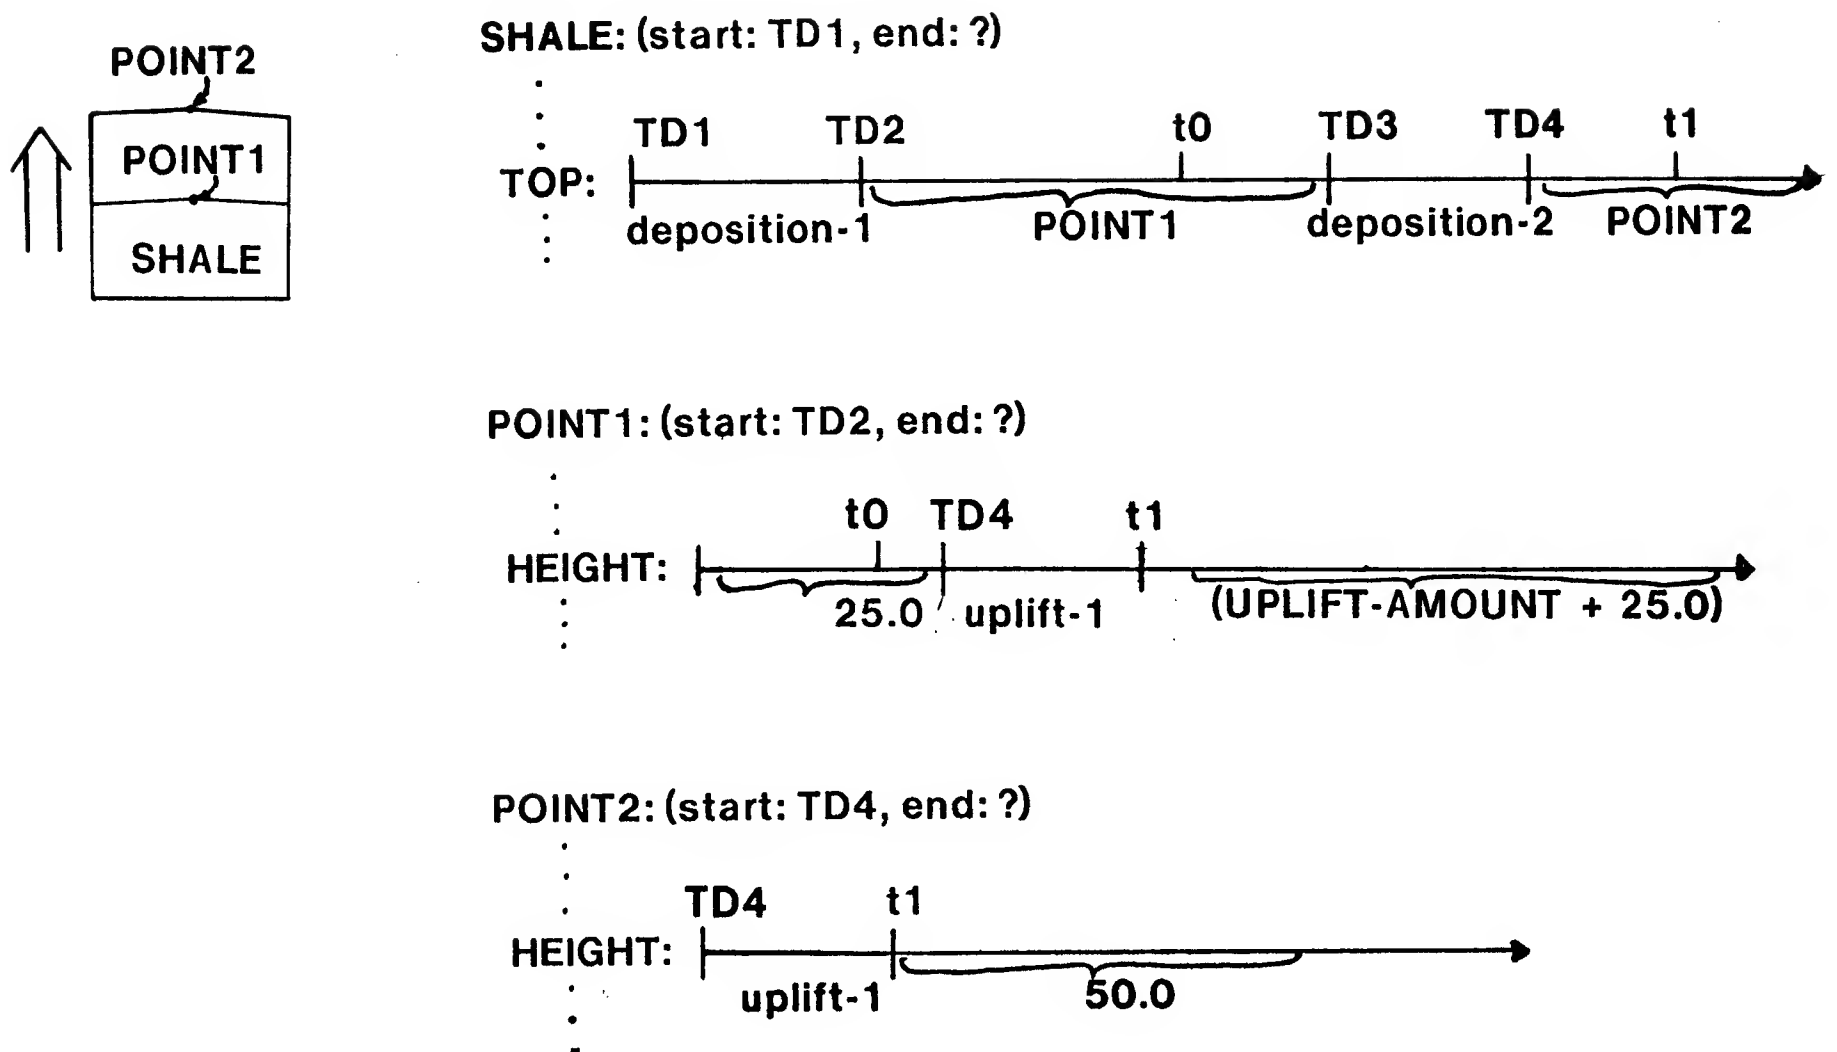 POINT2
POINT1
SHALE
SHALE: (start: TD1, end: ?)
TD1 TD2 t0 TD3 TD4 t1
TOP:
deposition-1 POINT1 deposition-2 POINT2
POINT1: (start: TD2, end: ?)
t0 TD4 t1
HEIGHT:
25.0 uplift-1 (UPLIFT-AMOUNT + 25.0)
POINT2: (start: TD4, end: ?)
TD4 t1
HEIGHT:
uplift-1 50.0